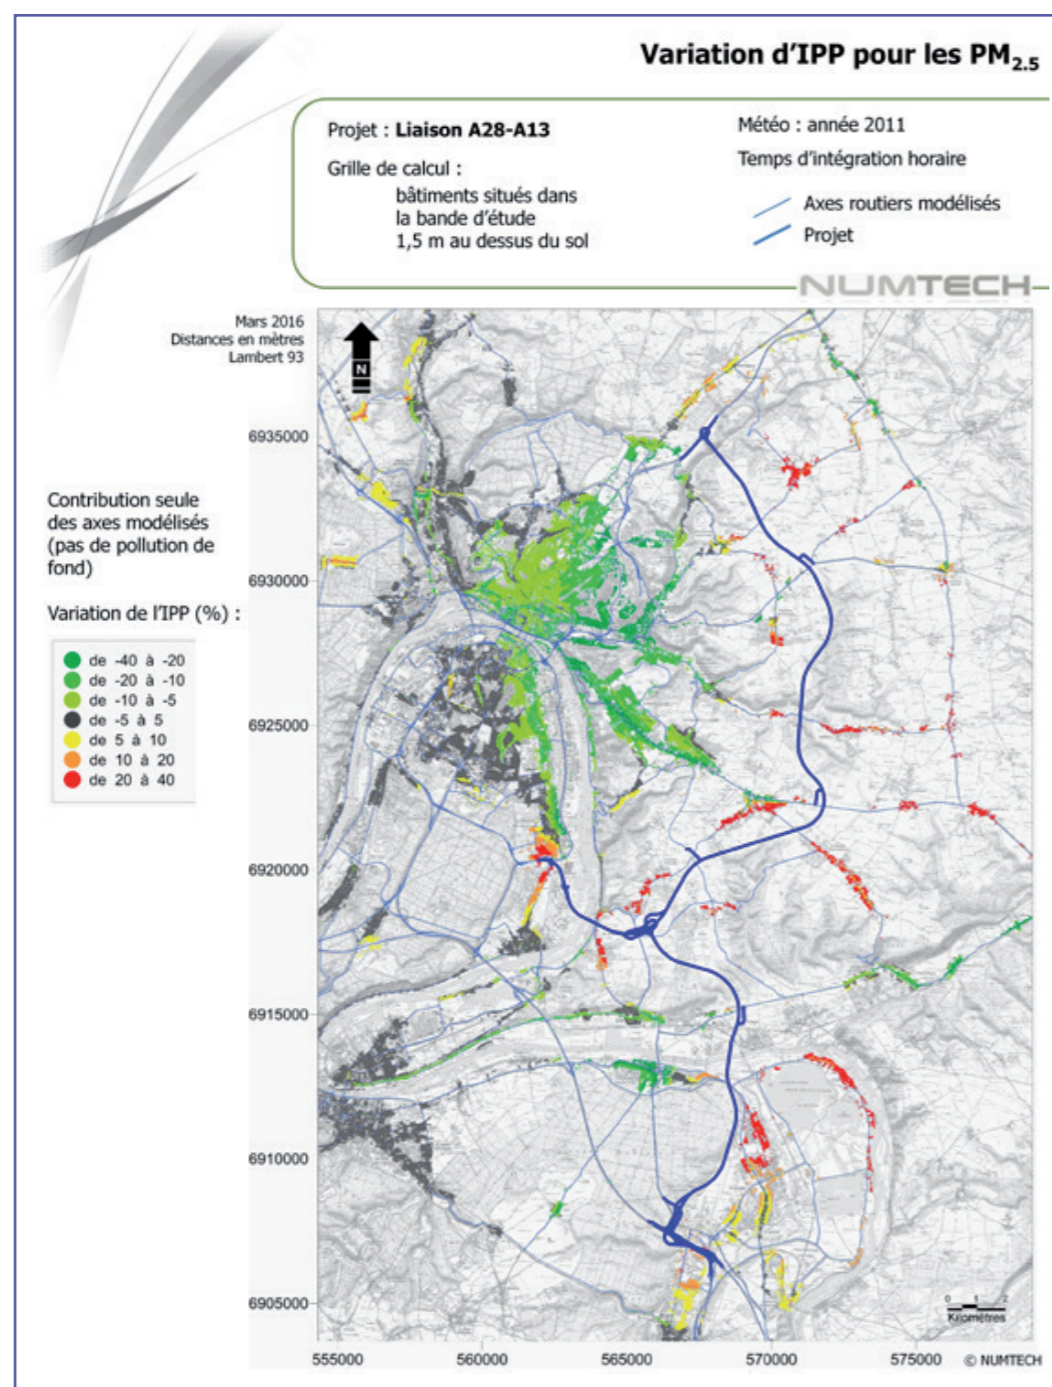 Variation d'IPP pour les PM2.5
Projet : Liaison A28-A13
Grille de calcul :
bâtiments situés dans
la bande d'étude
1,5 m au dessus du sol
Météo : année 2011
Temps d'intégration horaire
Axes routiers modélisés
Projet
NUMTECH
Mars 2016
Distances en mètres
Lambert 93
N
Contribution seule
des axes modélisés
(pas de pollution de
fond)
Variation de l'IPP (%) :
de -40 à -20
de -20 à -10
de -10 à -5
de -5 à 5
de 5 à 10
de 10 à 20
de 20 à 40
6935000
6930000
6925000
6920000
6915000
6910000
6905000
0 1 2
Kilomètres
555000 560000 565000 570000 575000 © NUMTECH